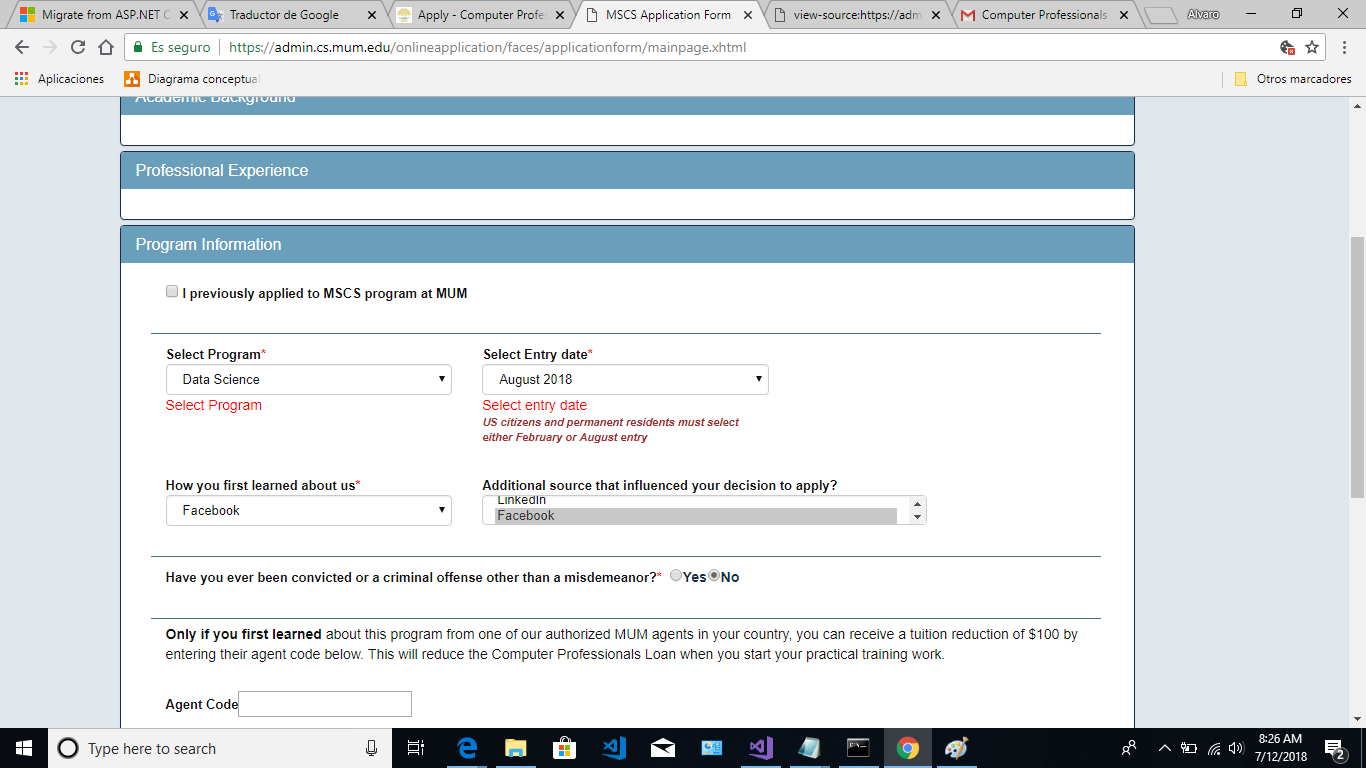 Migrate from ASP.NET C
Traductor de Google
Apply - Computer Profe
MSCS Application Form
view-source:https://adm
Computer Professionals
Alvaro
Es seguro
https://admin.cs.mum.edu/onlineapplication/faces/applicationform/mainpage.xhtml
Aplicaciones
Diagrama conceptua
Otros marcadores
Academic Background
Professional Experience
Program Information
I previously applied to MSCS program at MUM
Select Program* Select Entry date*
Data Science August 2018
Select Program Select entry date
US citizens and permanent residents must select
either February or August entry
How you first learned about us* Additional source that influenced your decision to apply?
LinkedIn
Facebook Facebook
Have you ever been convicted or a criminal offense other than a misdemeanor?* Yes No
Only if you first learned about this program from one of our authorized MUM agents in your country, you can receive a tuition reduction of $100 by
entering their agent code below. This will reduce the Computer Professionals Loan when you start your practical training work.
Agent Code
Type here to search
8:26 AM
7/12/2018
2